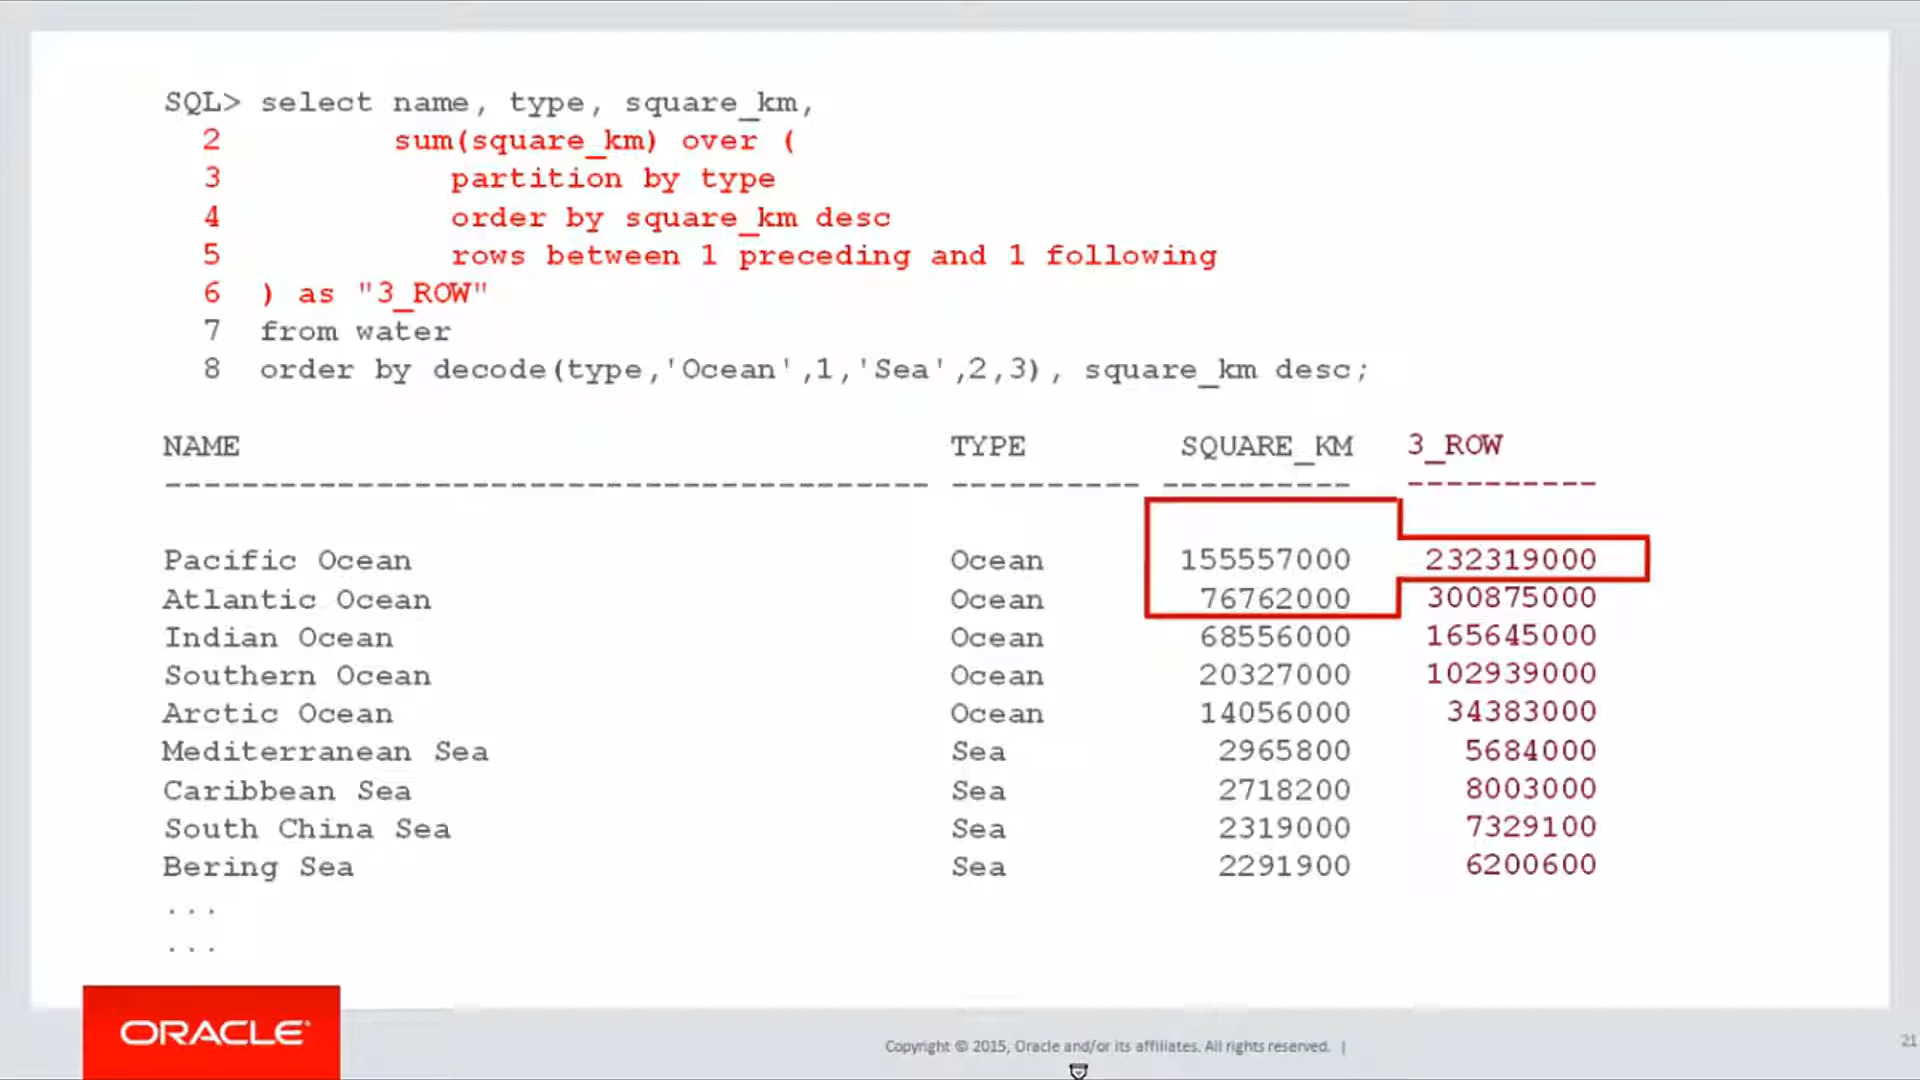 SQL> select name, type, square_km,
2 sum(square_km) over (
3 partition by type
4 order by square_km desc
5 rows between 1 preceding and 1 following
6 ) as "3_ROW"
7 from water
8 order by decode(type,'Ocean',1,'Sea',2,3), square_km desc;
NAME TYPE SQUARE_KM 3_ROW
---------------------------------------- ---------- ---------- ----------
Pacific Ocean Ocean 155557000 232319000
Atlantic Ocean Ocean 76762000 300875000
Indian Ocean Ocean 68556000 165645000
Southern Ocean Ocean 20327000 102939000
Arctic Ocean Ocean 14056000 34383000
Mediterranean Sea Sea 2965800 5684000
Caribbean Sea Sea 2718200 8003000
South China Sea Sea 2319000 7329100
Bering Sea Sea 2291900 6200600
...
...
ORACLE®
Copyright © 2015, Oracle and/or its affiliates. All rights reserved. |
21